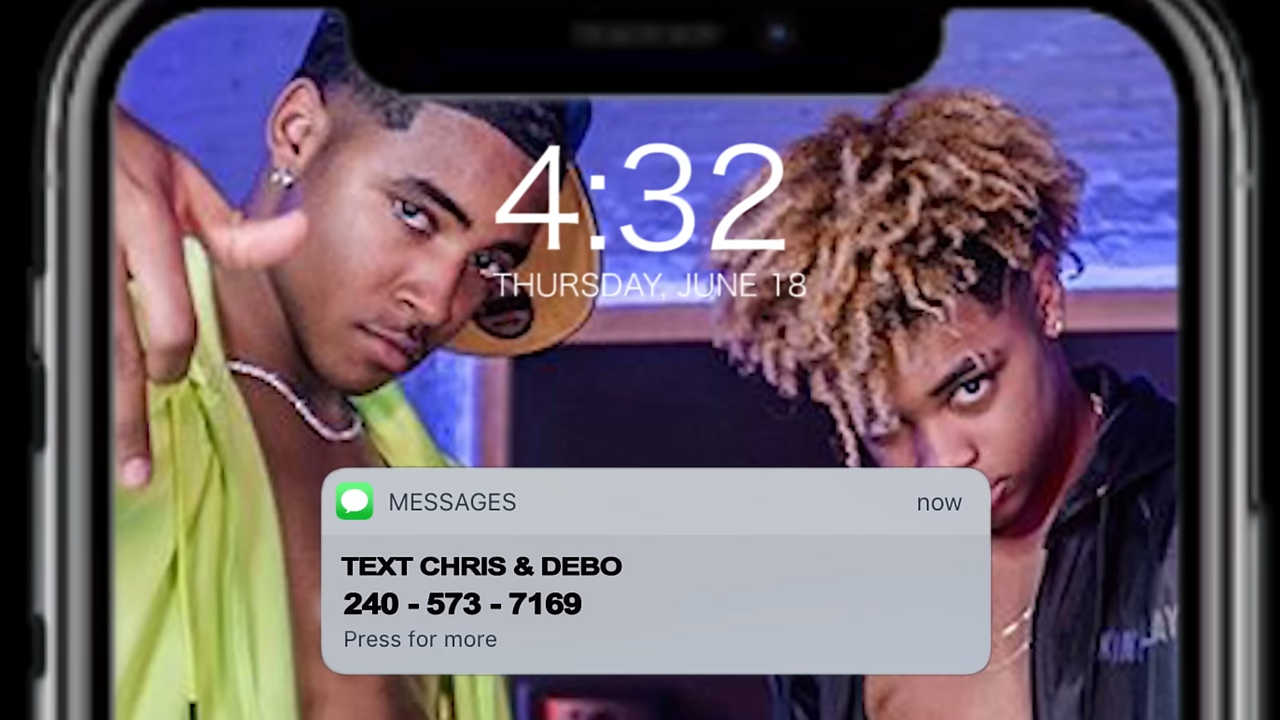 4:32
THURSDAY, JUNE 18
MESSAGES now
TEXT CHRIS & DEBO
240 - 573 - 7169
Press for more